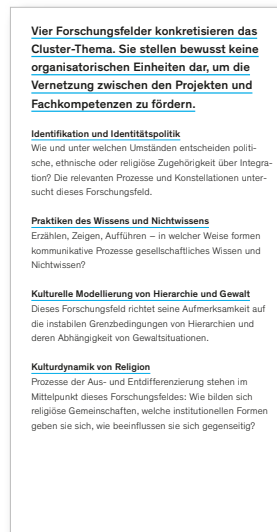 Vier Forschungsfelder konkretisieren das
Cluster-Thema. Sie stellen bewusst keine
organisatorischen Einheiten dar, um die
Vernetzung zwischen den Projekten und
Fachkompetenzen zu fördern.
Identifikation und Identitätspolitik
Wie und unter welchen Umständen entscheiden politi-
sche, ethnische oder religiöse Zugehörigkeit über Integra-
tion? Die relevanten Prozesse und Konstellationen unter-
sucht dieses Forschungsfeld.
Praktiken des Wissens und Nichtwissens
Erzählen, Zeigen, Aufführen – in welcher Weise formen
kommunikative Prozesse gesellschaftliches Wissen und
Nichtwissen?
Kulturelle Modellierung von Hierarchie und Gewalt
Dieses Forschungsfeld richtet seine Aufmerksamkeit auf
die instabilen Grenzbedingungen von Hierarchien und
deren Abhängigkeit von Gewaltsituationen.
Kulturdynamik von Religion
Prozesse der Aus- und Entdifferenzierung stehen im
Mittelpunkt dieses Forschungsfeldes: Wie bilden sich
religiöse Gemeinschaften, welche institutionellen Formen
geben sie sich, wie beeinflussen sie sich gegenseitig?